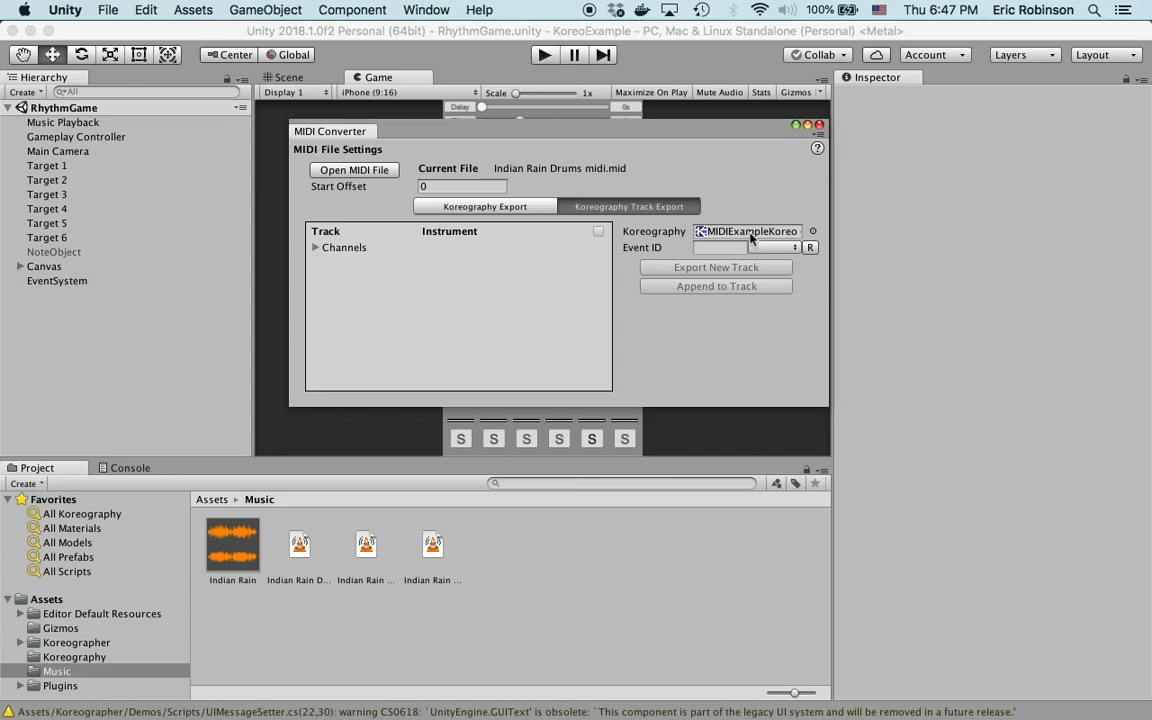 Unity File Edit Assets GameObject Component Window Help 100% Thu 6:47 PM Eric Robinson
Unity 2018.1.0f2 Personal (64bit) - RhythmGame.unity - KoreoExample - PC, Mac & Linux Standalone (Personal) <Metal>
Center Global Collab Account Layers Layout
Hierarchy Scene Game Inspector
Create All Display 1 iPhone (9:16) Scale 1x Maximize On Play Mute Audio Stats Gizmos
RhythmGame
Music Playback
Gameplay Controller
Main Camera
Target 1
Target 2
Target 3
Target 4
Target 5
Target 6
NoteObject
Canvas
EventSystem
Delay 0s
MIDI Converter
MIDI File Settings
Open MIDI File Current File Indian Rain Drums midi.mid
Start Offset 0
Koreography Export Koreography Track Export
Track Instrument
Channels
Koreography MIDIExampleKoreo
Event ID R
Export New Track
Append to Track
S S S S S S
Project Console
Create
Favorites
All Koreography
All Materials
All Models
All Prefabs
All Scripts
Assets
Editor Default Resources
Gizmos
Koreographer
Koreography
Music
Plugins
Assets Music
Indian Rain Indian Rain D... Indian Rain ... Indian Rain ...
Assets/Koreographer/Demos/Scripts/UIMessageSetter.cs(22,30): warning CS0618: `UnityEngine.GUIText' is obsolete: `This component is part of the legacy UI system and will be removed in a future release.'